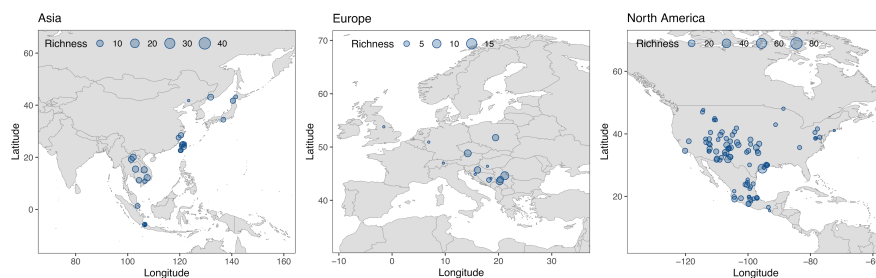 Asia
Richness 10 20 30 40
60
40
20
0
Latitude
80 100 120 140 160
Longitude
Europe
Richness 5 10 15
70
60
50
40
Latitude
-10 0 10 20 30
Longitude
North America
Richness 20 40 60 80
60
40
20
Latitude
-120 -100 -80
Longitude